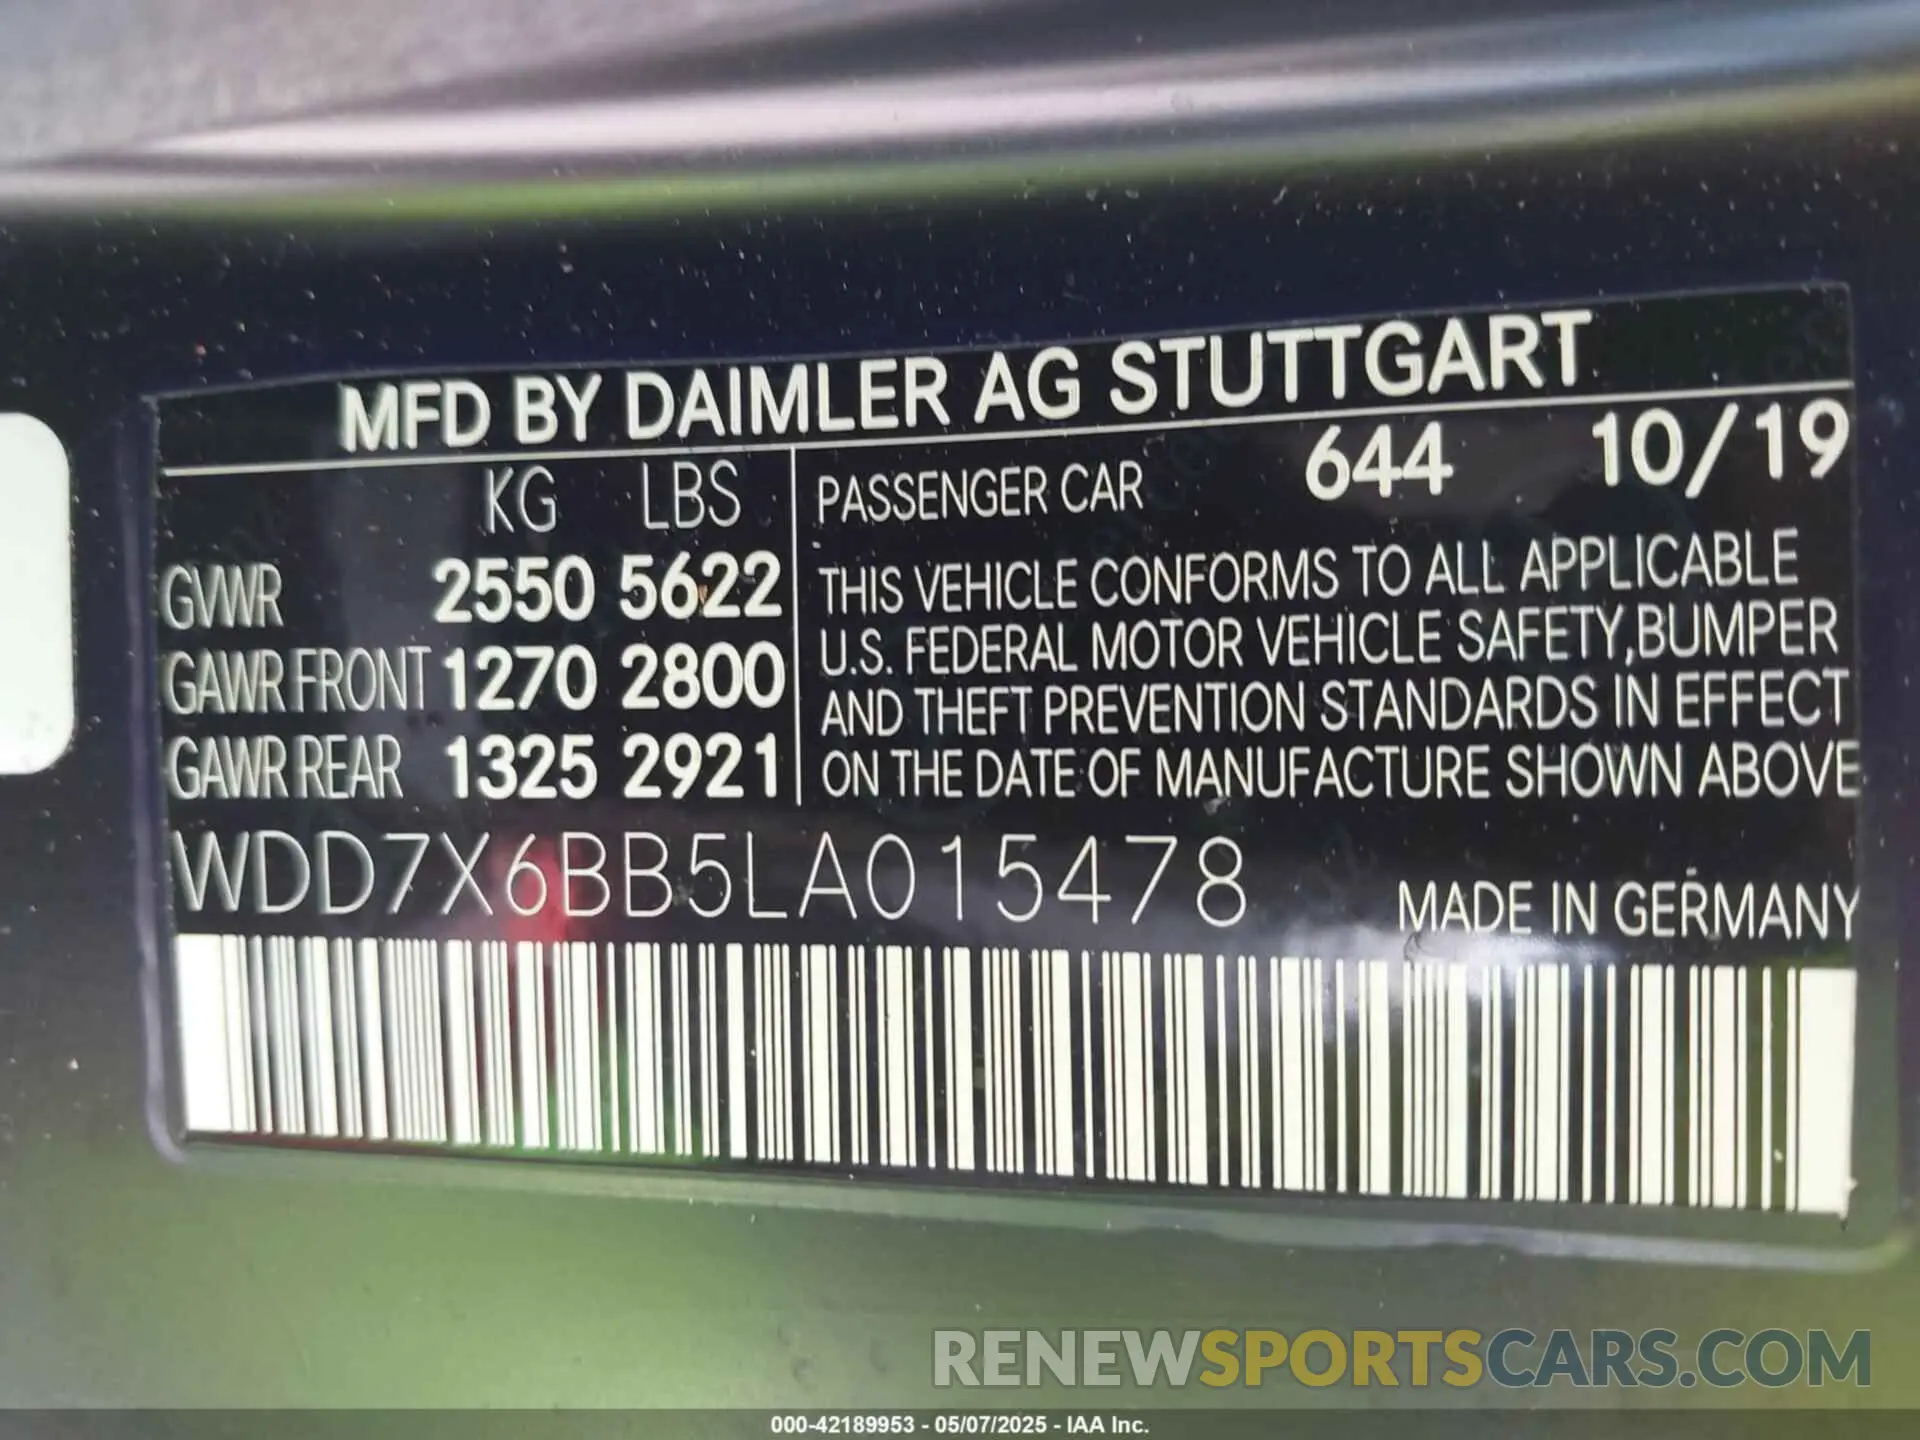 MFD BY DAIMLER AG STUTTGART
KG LBS
PASSENGER CAR 644 10/19
GVWR 2550 5622
GAWR FRONT 1270 2800
GAWR REAR 1325 2921
THIS VEHICLE CONFORMS TO ALL APPLICABLE
U.S. FEDERAL MOTOR VEHICLE SAFETY,BUMPER
AND THEFT PREVENTION STANDARDS IN EFFECT
ON THE DATE OF MANUFACTURE SHOWN ABOVE
WDD7X6BB5LA015478
MADE IN GERMANY
RENEWSPORTSCARS.COM
000-42189953 - 05/07/2025 - IAA Inc.